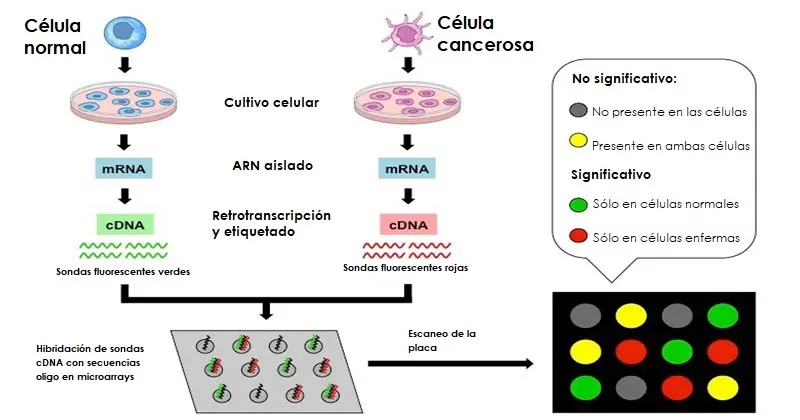 Célula
normal
Célula
cancerosa
Cultivo celular
mRNA
ARN aislado
mRNA
cDNA
Retrotranscripción
y etiquetado
cDNA
Sondas fluorescentes verdes
Sondas fluorescentes rojas
Hibridación de sondas
cDNA con secuencias
oligo en microarrays
Escaneo de la
placa
No significativo:
No presente en las células
Presente en ambas células
Significativo
Sólo en células normales
Sólo en células enfermas